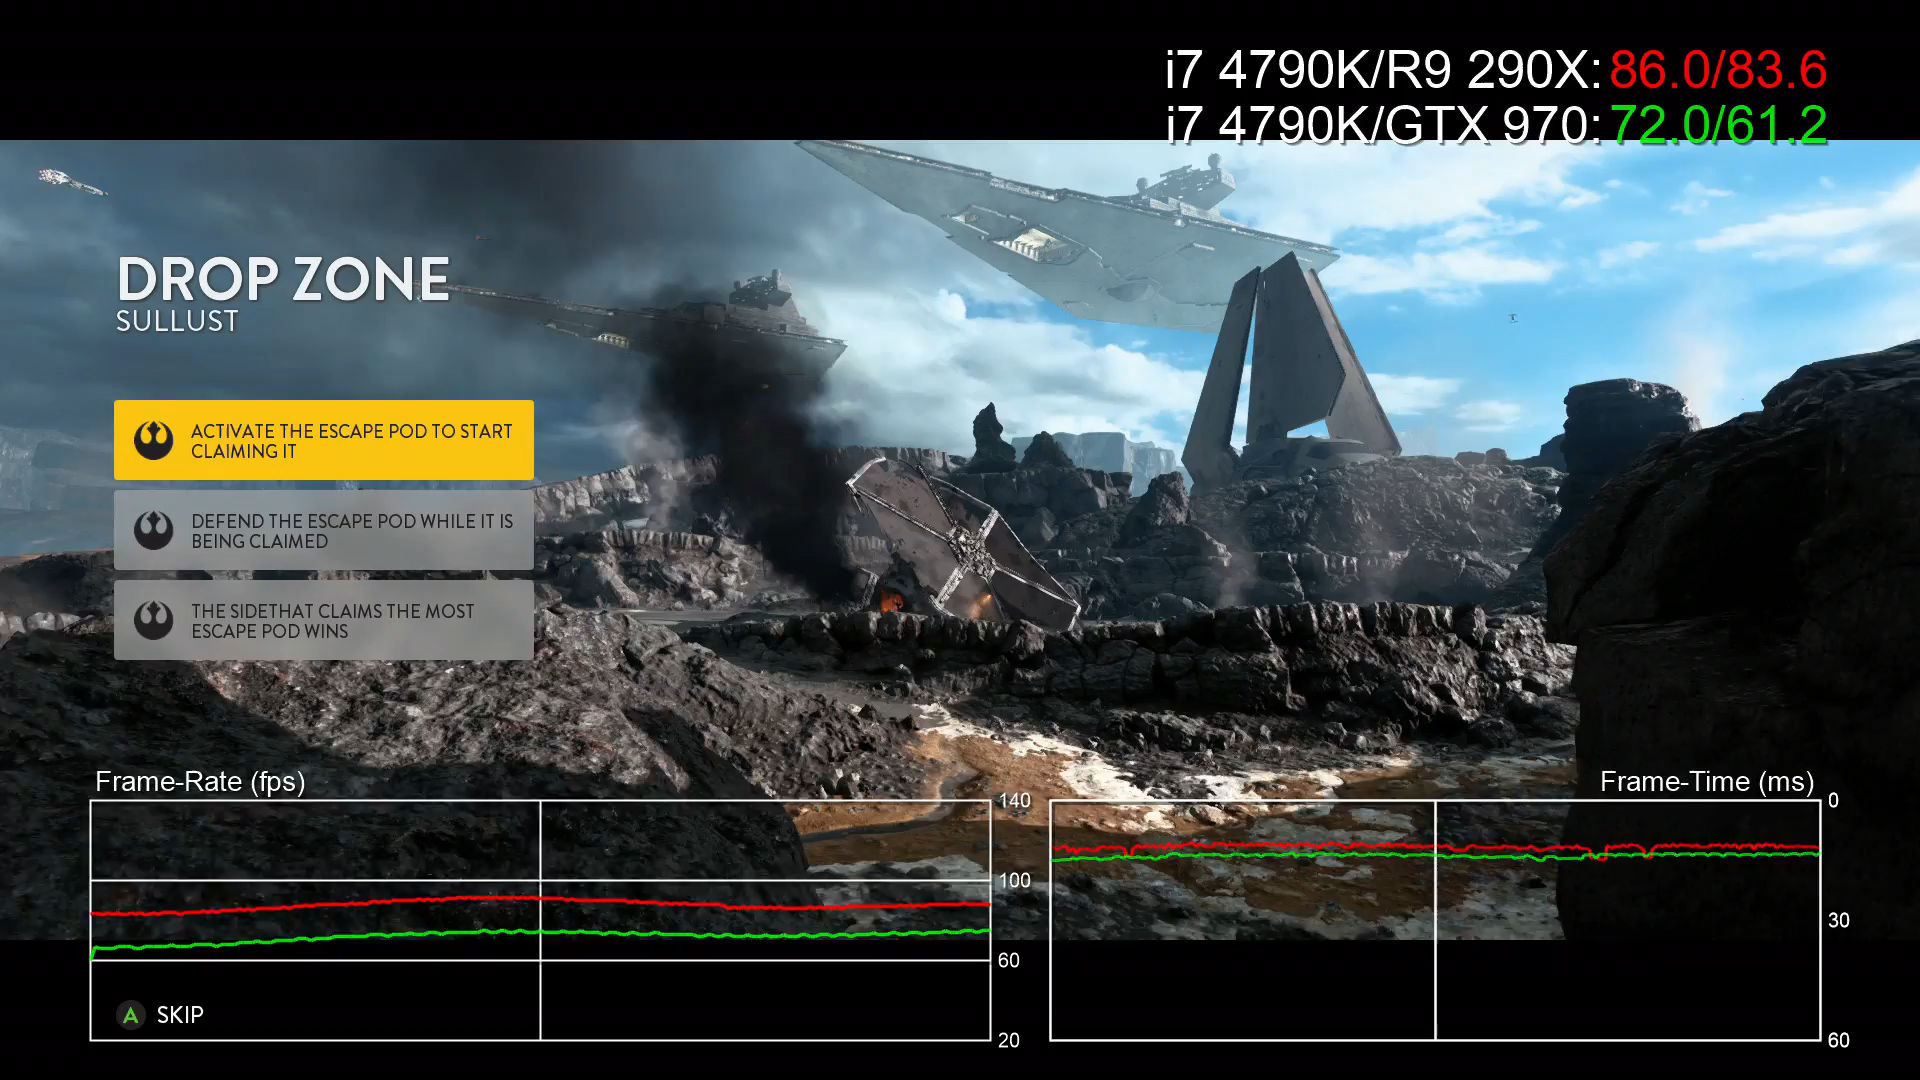 i7 4790K/R9 290X: 86.0/83.6
i7 4790K/GTX 970: 72.0/61.2
DROP ZONE
SULLUST
ACTIVATE THE ESCAPE POD TO START
CLAIMING IT
DEFEND THE ESCAPE POD WHILE IT IS
BEING CLAIMED
THE SIDETHAT CLAIMS THE MOST
ESCAPE POD WINS
Frame-Rate (fps)
140
100
60
20
Frame-Time (ms)
0
30
60
A SKIP